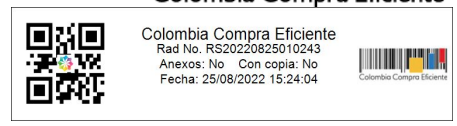 Colombia Compra Eficiente
Colombia Compra Eficiente
Rad No. RS20220825010243
Anexos: No Con copia: No
Fecha: 25/08/2022 15:24:04
Colombia Compra Eficiente